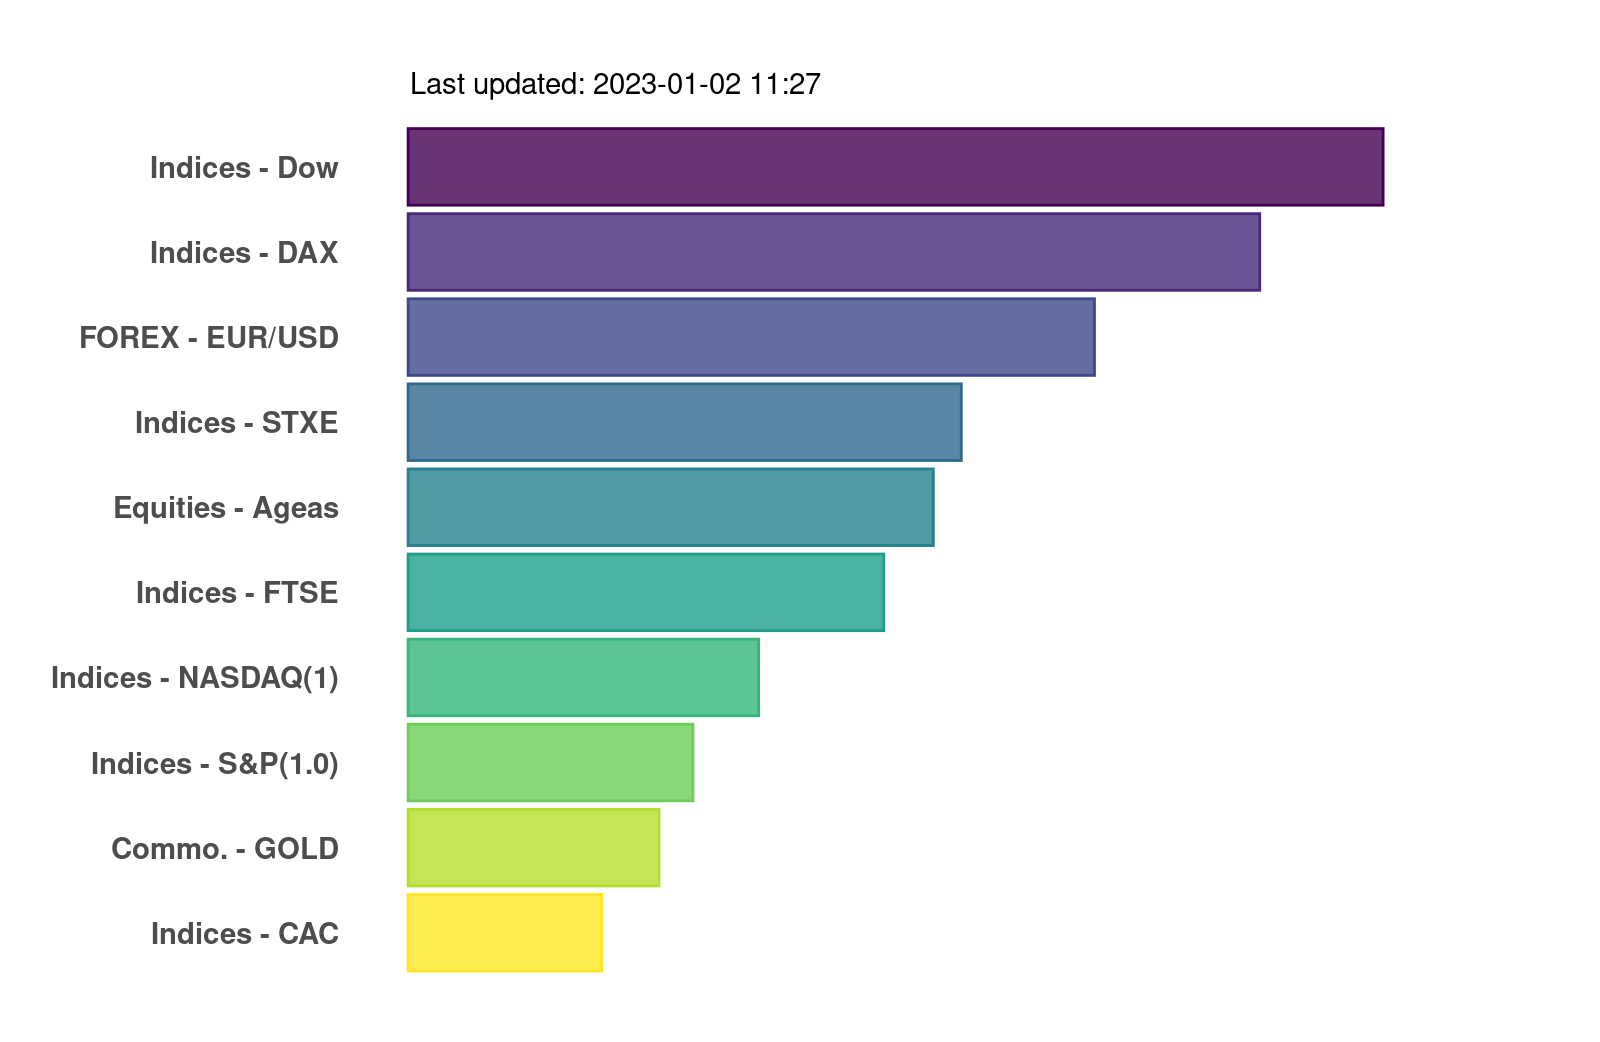 Last updated: 2023-01-02 11:27
Indices - Dow
Indices - DAX
FOREX - EUR/USD
Indices - STXE
Equities - Ageas
Indices - FTSE
Indices - NASDAQ(1)
Indices - S&P(1.0)
Commo. - GOLD
Indices - CAC